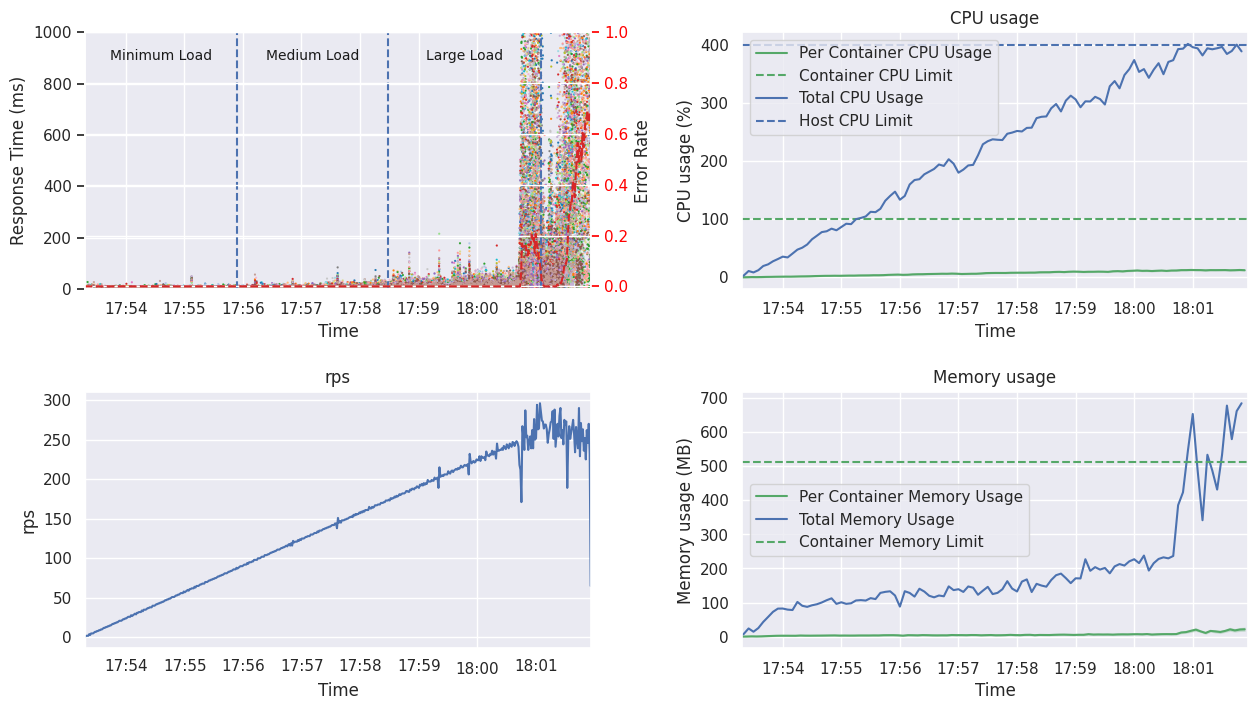 1000
800
600
400
200
0
Response Time (ms)
Minimum Load
Medium Load
Large Load
1.0
0.8
0.6
0.4
0.2
0.0
Error Rate
17:54 17:55 17:56 17:57 17:58 17:59 18:00 18:01
Time
CPU usage
400
300
200
100
0
CPU usage (%)
Per Container CPU Usage
Container CPU Limit
Total CPU Usage
Host CPU Limit
17:54 17:55 17:56 17:57 17:58 17:59 18:00 18:01
Time
rps
300
250
200
150
100
50
0
rps
17:54 17:55 17:56 17:57 17:58 17:59 18:00 18:01
Time
Memory usage
700
600
500
400
300
200
100
0
Memory usage (MB)
Per Container Memory Usage
Total Memory Usage
Container Memory Limit
17:54 17:55 17:56 17:57 17:58 17:59 18:00 18:01
Time